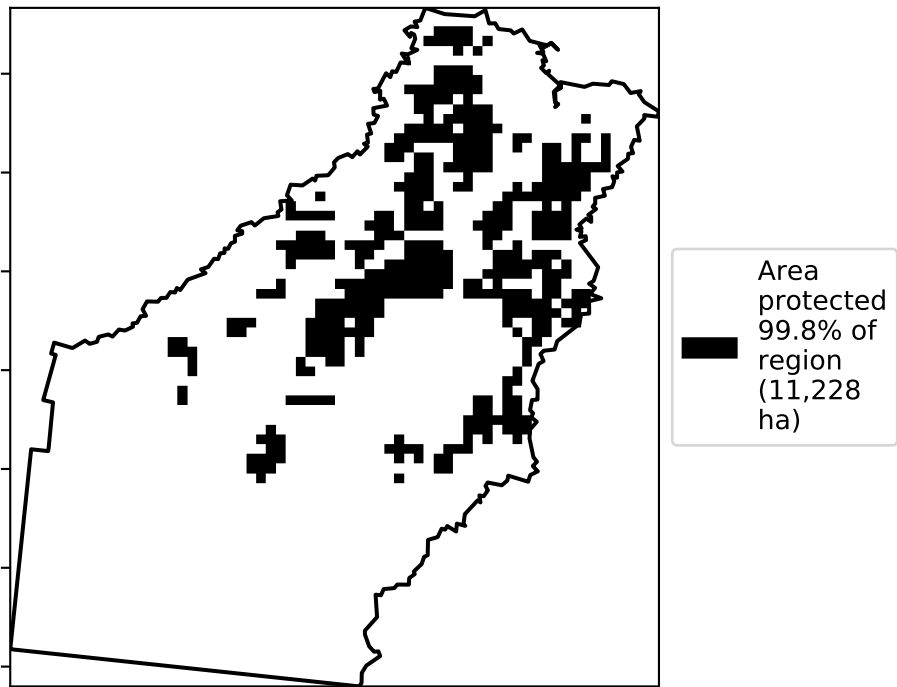 Area
protected
99.8% of
region
(11,228
ha)